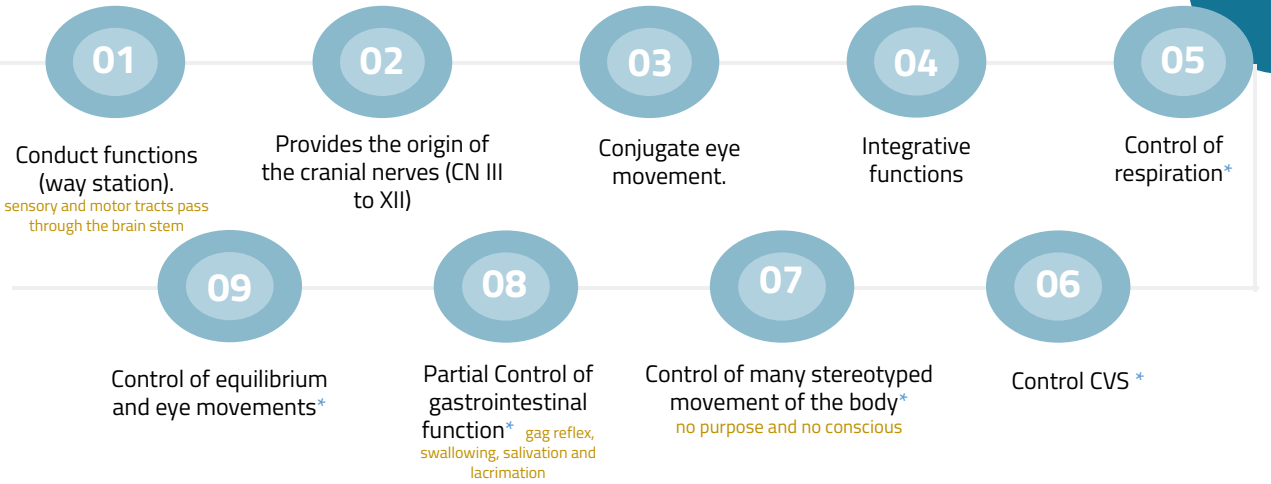 01
Conduct functions
(way station).
sensory and motor tracts pass
through the brain stem
02
Provides the origin of
the cranial nerves (CN III
to XII)
03
Conjugate eye
movement.
04
Integrative
functions
05
Control of
respiration*
06
Control CVS *
07
Control of many stereotyped
movement of the body*
no purpose and no conscious
08
Partial Control of
gastrointestinal
function* gag reflex,
swallowing, salivation and
lacrimation
09
Control of equilibrium
and eye movements*